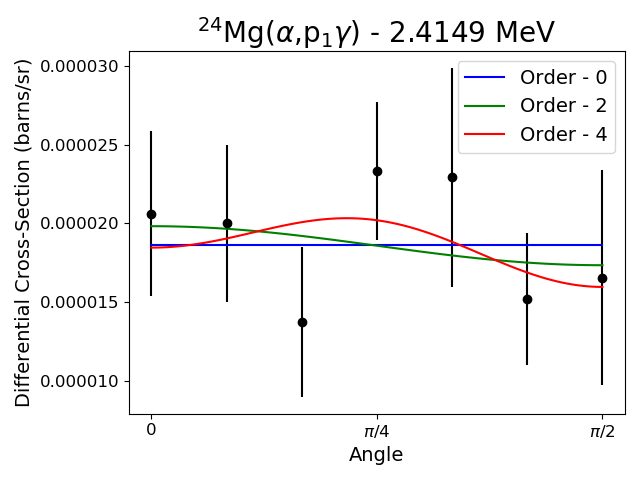 ²⁴Mg(α,p₁γ) - 2.4149 MeV
Differential Cross-Section (barns/sr)
0.000030
0.000025
0.000020
0.000015
0.000010
Order - 0
Order - 2
Order - 4
0 π/4 π/2
Angle